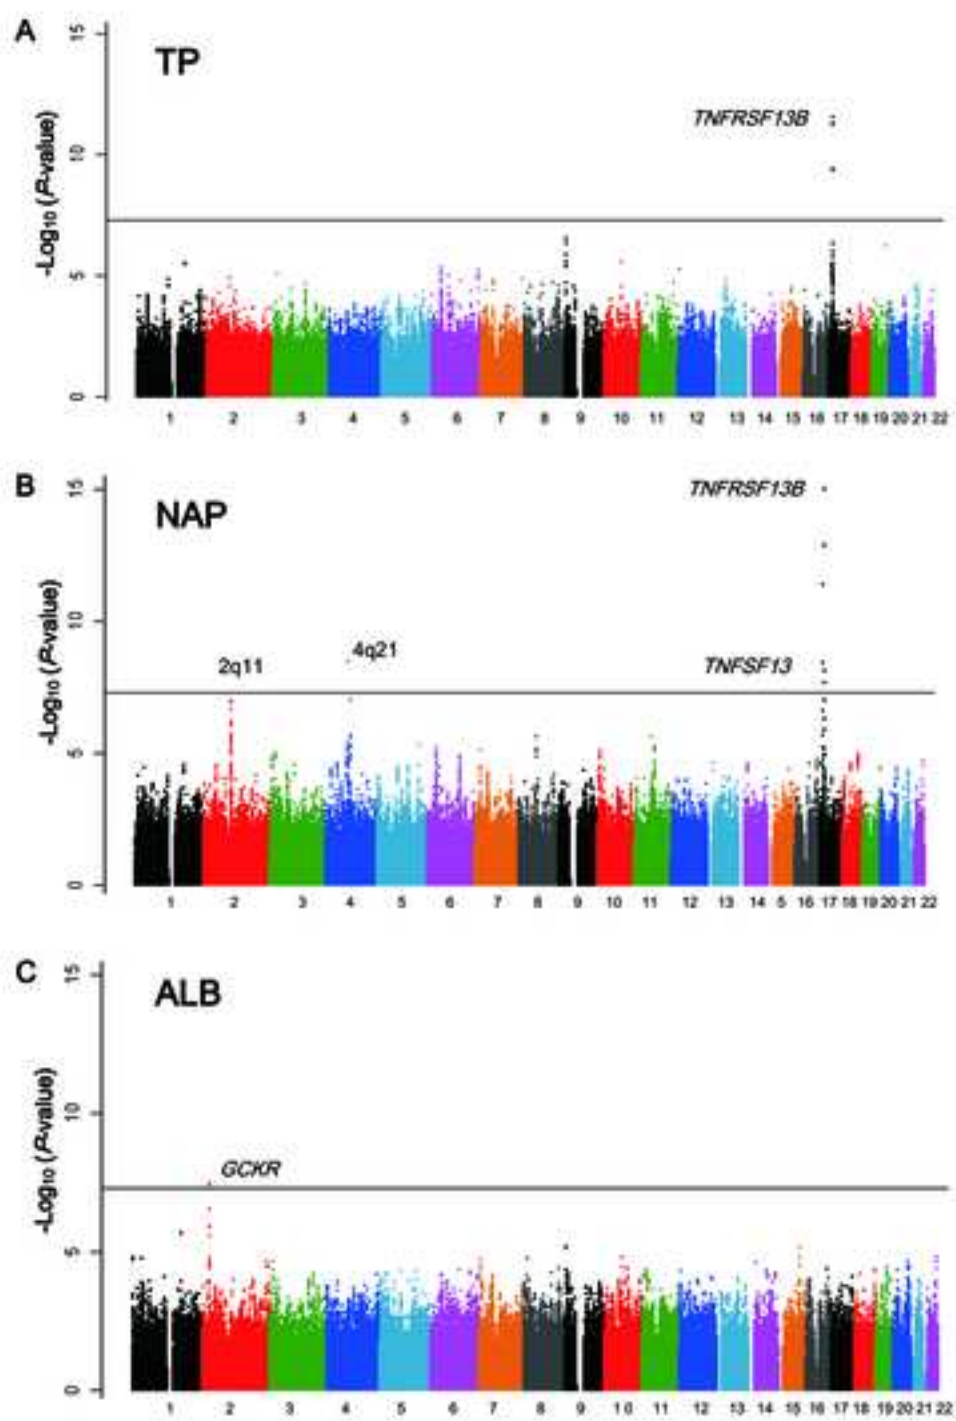 A
TP
15
10
5
0
-Log10 (P-value)
TNFRSF13B
1 2 3 4 5 6 7 8 9 10 11 12 13 14 15 16 17 18 19 20 21 22
B
NAP
15
10
5
0
-Log10 (P-value)
TNFRSF13B
2q11
4q21
TNFSF13
1 2 3 4 5 6 7 8 9 10 11 12 13 14 5 16 17 18 19 20 21 22
C
ALB
15
10
5
0
-Log10 (P-value)
GCKR
1 2 3 4 5 6 7 8 9 1 0 11 12 13 14 15 16 17 18 19 20 21 22